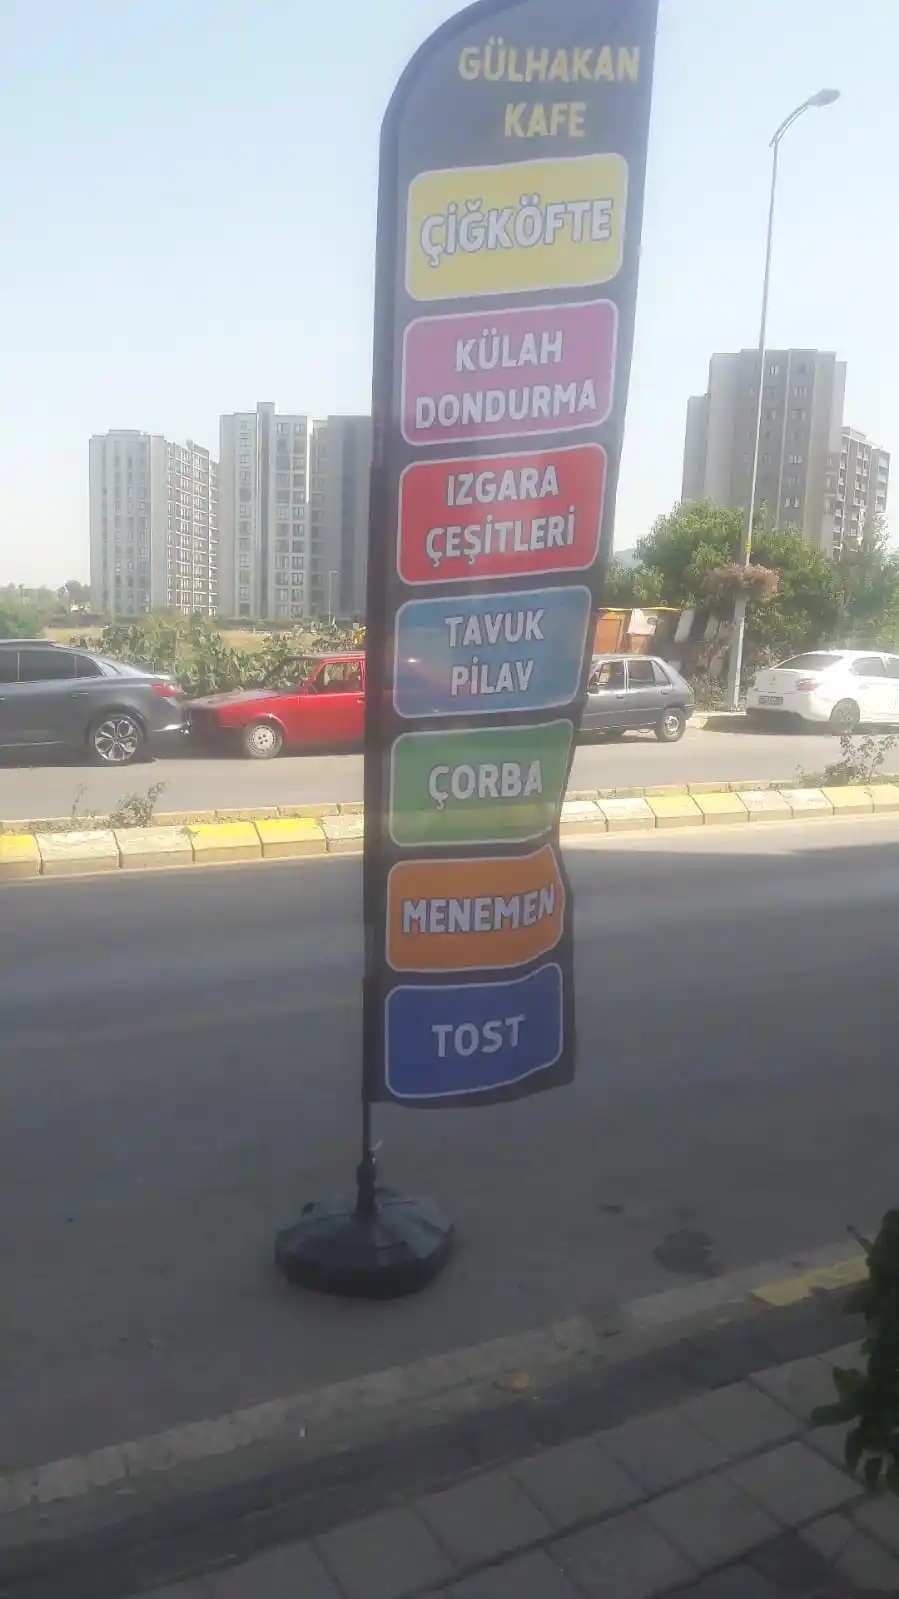 GÜLHAKAN
KAFE
ÇİĞKÖFTE
KÜLAH
DONDURMA
IZGARA
ÇEŞİTLERİ
TAVUK
PİLAV
ÇORBA
MENEMEN
TOST